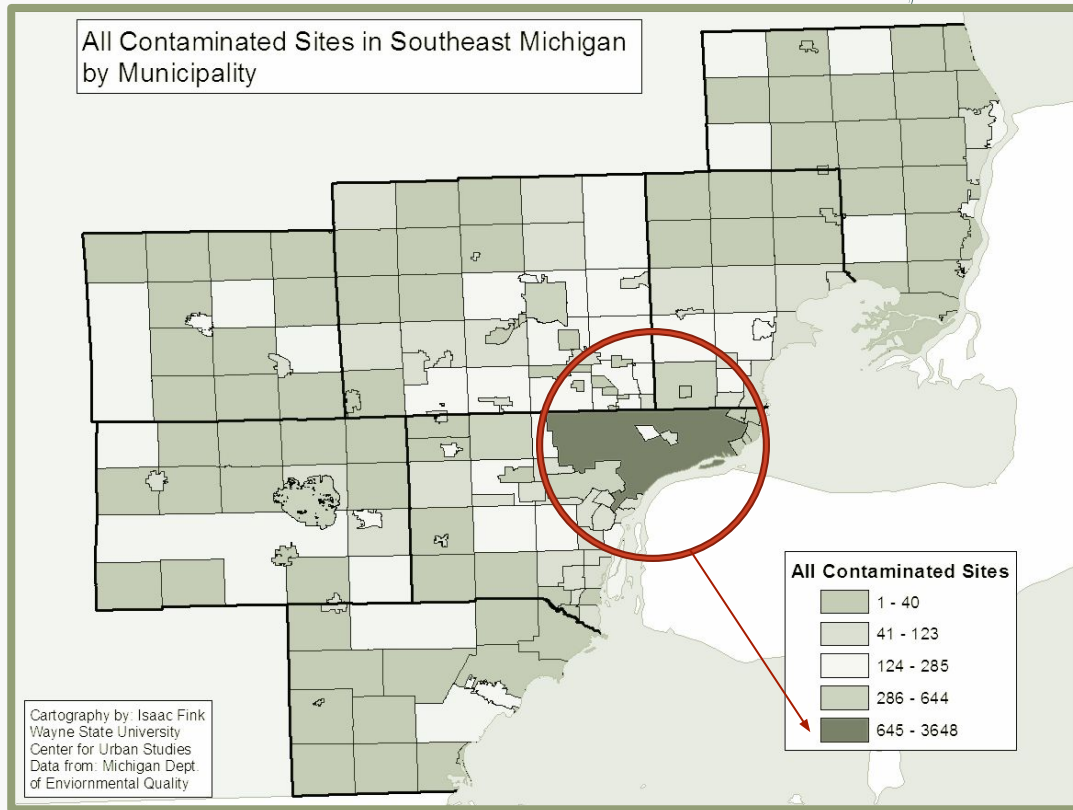 All Contaminated Sites in Southeast Michigan
by Municipality
All Contaminated Sites
1 - 40
41 - 123
124 - 285
286 - 644
645 - 3648
Cartography by: Isaac Fink
Wayne State University
Center for Urban Studies
Data from: Michigan Dept.
of Enviornmental Quality